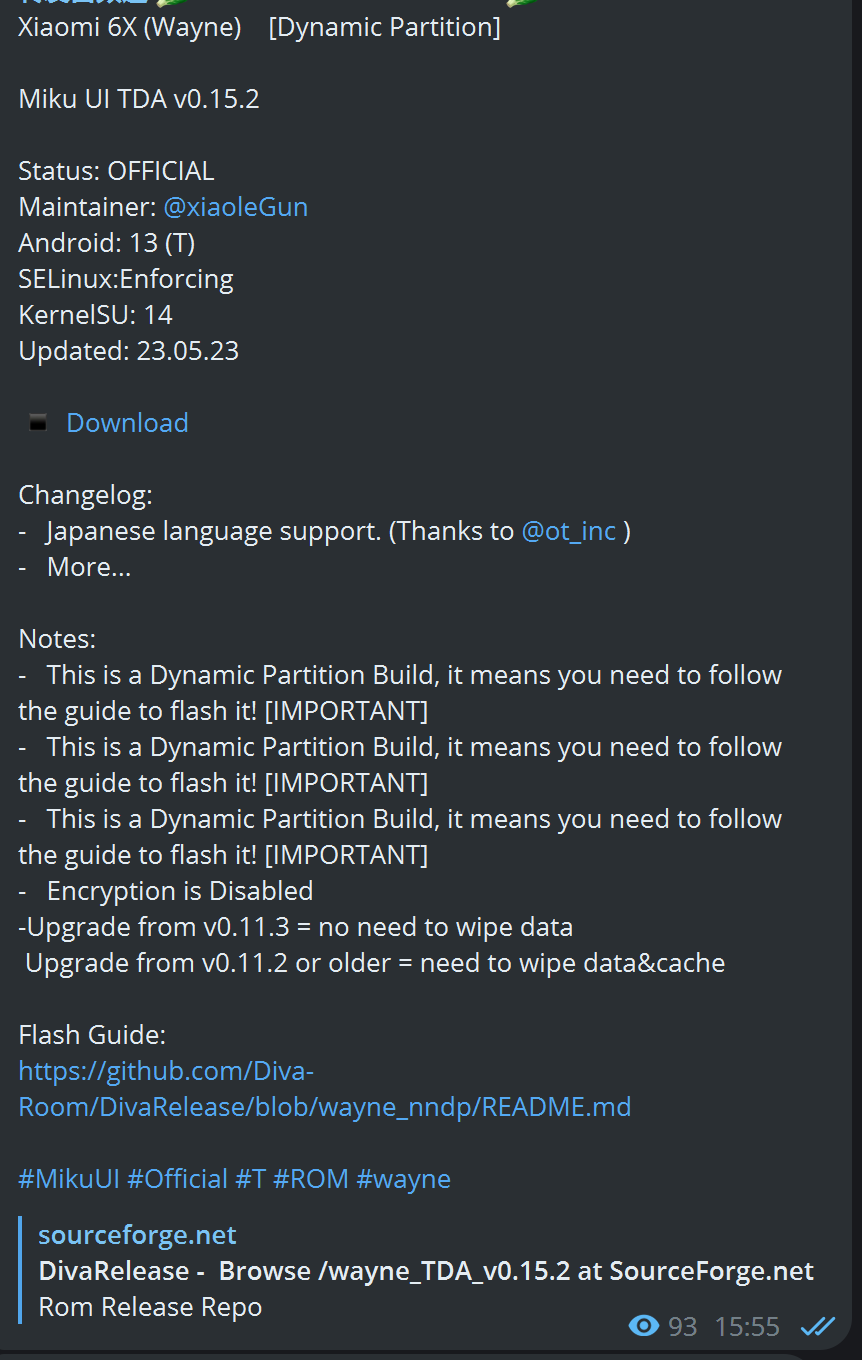 Xiaomi 6X (Wayne) [Dynamic Partition]
Miku UI TDA v0.15.2
Status: OFFICIAL
Maintainer: @xiaoleGun
Android: 13 (T)
SELinux:Enforcing
KernelSU: 14
Updated: 23.05.23
Download
Changelog:
- Japanese language support. (Thanks to @ot_inc )
- More...
Notes:
- This is a Dynamic Partition Build, it means you need to follow
the guide to flash it! [IMPORTANT]
- This is a Dynamic Partition Build, it means you need to follow
the guide to flash it! [IMPORTANT]
- This is a Dynamic Partition Build, it means you need to follow
the guide to flash it! [IMPORTANT]
- Encryption is Disabled
-Upgrade from v0.11.3 = no need to wipe data
Upgrade from v0.11.2 or older = need to wipe data&cache
Flash Guide:
https://github.com/Diva-
Room/DivaRelease/blob/wayne_nndp/README.md
#MikuUI #Official #T #ROM #wayne
sourceforge.net
DivaRelease - Browse /wayne_TDA_v0.15.2 at SourceForge.net
Rom Release Repo
93 15:55